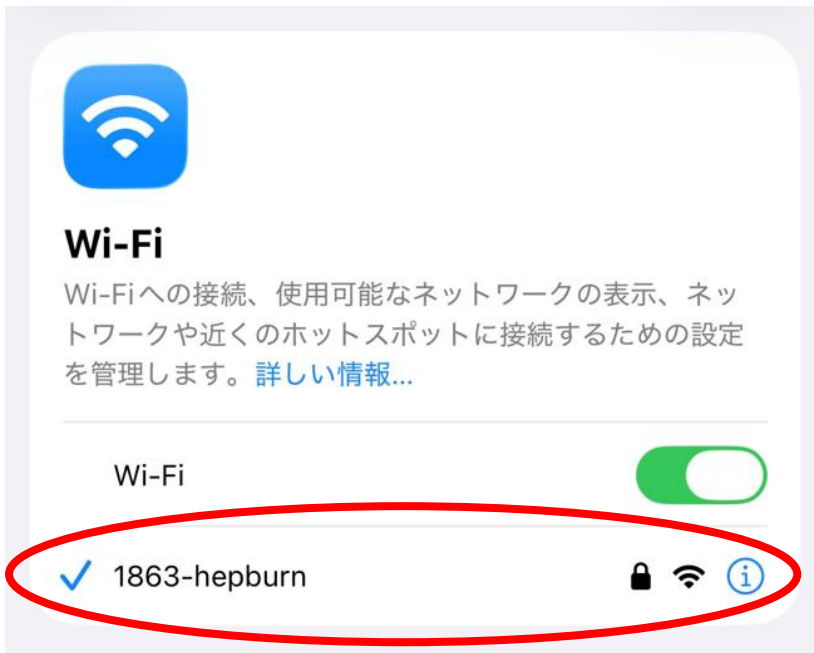 Wi-Fi
Wi-Fiへの接続、使用可能なネットワークの表示、ネッ
トワークや近くのホットスポットに接続するための設定
を管理します。詳しい情報...
Wi-Fi
1863-hepburn